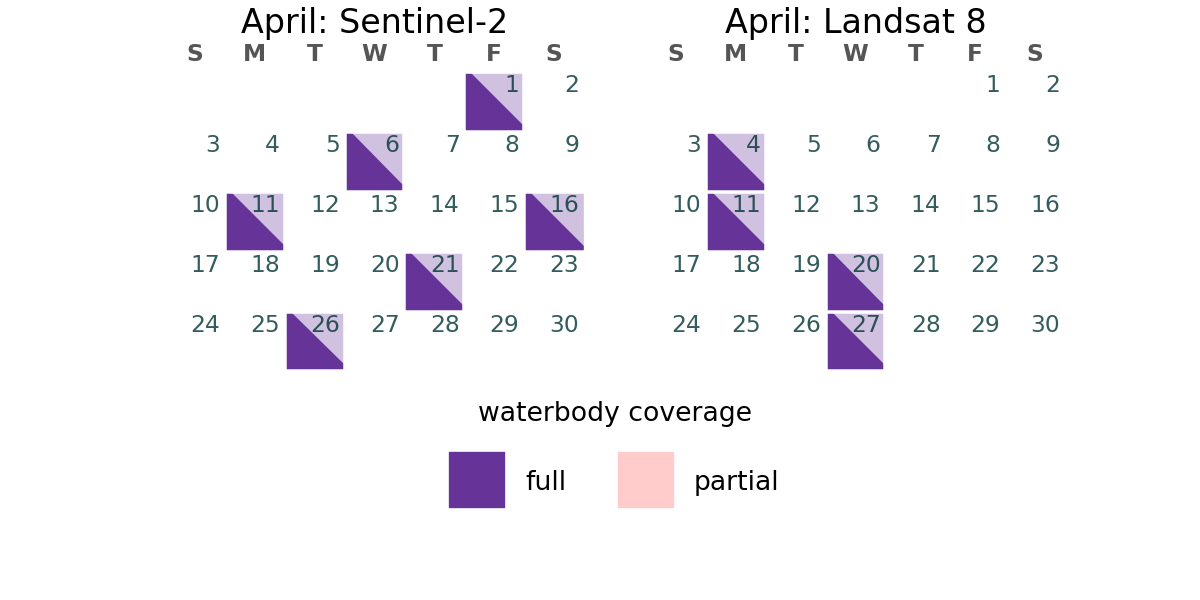 April: Sentinel-2
S M T W T F S
1 2
3 4 5 6 7 8 9
10 11 12 13 14 15 16
17 18 19 20 21 22 23
24 25 26 27 28 29 30
April: Landsat 8
S M T W T F S
1 2
3 4 5 6 7 8 9
10 11 12 13 14 15 16
17 18 19 20 21 22 23
24 25 26 27 28 29 30
waterbody coverage
full partial